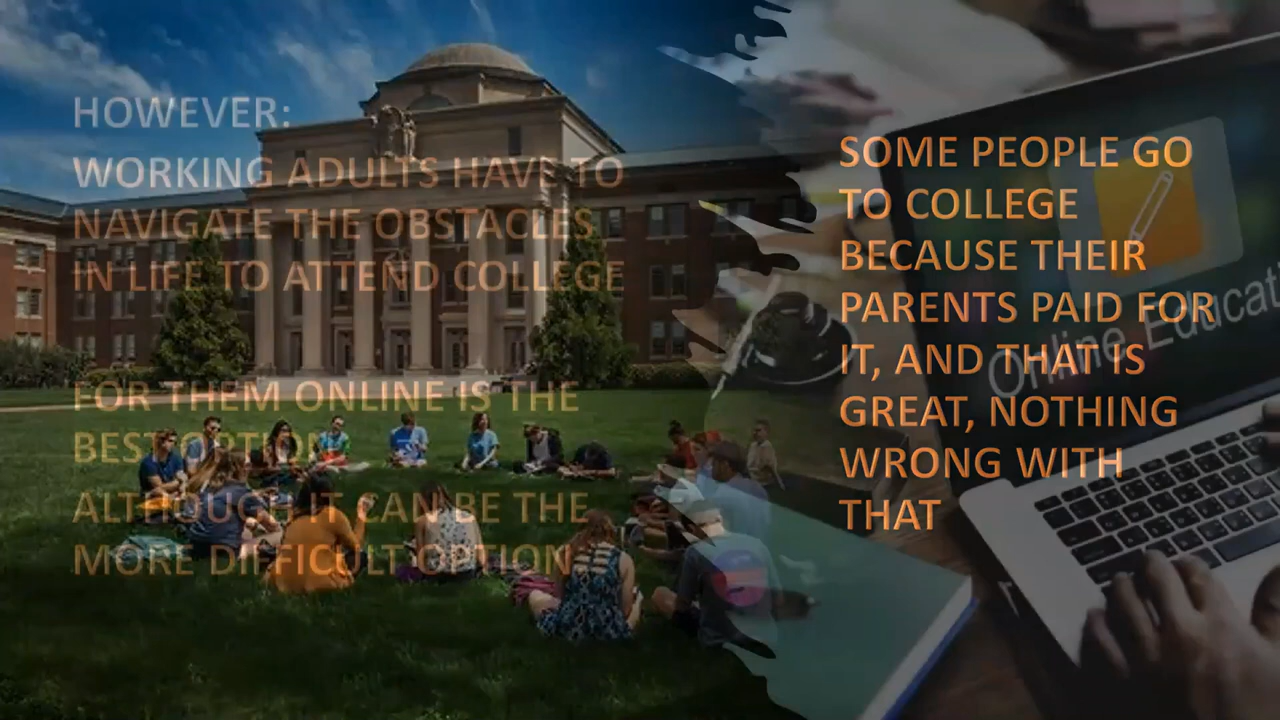 HOWEVER:
WORKING ADULTS HAVE TO
NAVIGATE THE OBSTACLES
IN LIFE TO ATTEND COLLEGE
FOR THEM ONLINE IS THE
BEST OPTION
ALTHOUGH IT CAN BE THE
MORE DIFFICULT OPTION
SOME PEOPLE GO
TO COLLEGE
BECAUSE THEIR
PARENTS PAID FOR
IT, AND THAT IS
GREAT, NOTHING
WRONG WITH
THAT
Online Educati